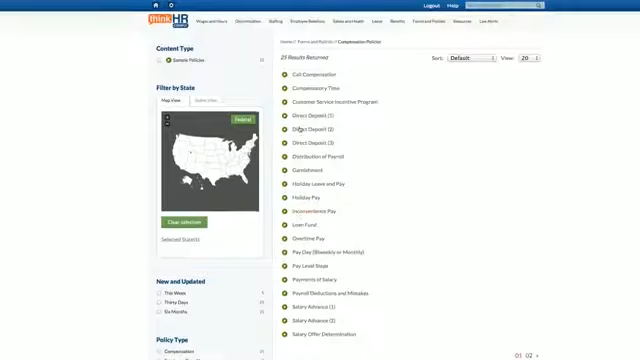 Logout
Help
thinkHR
Wages and Hours
Discrimination
Staffing
Employee Relations
Safety and Health
Leave
Benefits
Forms and Policies
Resources
Law Alerts
Home // Forms and Policies // Compensation Policies
Content Type
Sample Policies
25 Results Returned
Sort:
Default
View:
20
Filter by State
Map View
Federal
Clear selection
Selected State(s)
New and Updated
This Week
Thirty Days
Six Months
Policy Type
Compensation
Call Compensation
Compensatory Time
Customer Service Incentive Program
Direct Deposit (1)
Direct Deposit (2)
Direct Deposit (3)
Distribution of Payroll
Garnishment
Holiday Leave and Pay
Holiday Pay
Inconvenience Pay
Loan Fund
Overtime Pay
Pay Day (Biweekly or Monthly)
Pay Level Steps
Payments of Salary
Payroll Deductions and Mistakes
Salary Advance (1)
Salary Advance (2)
Salary Offer Determination
01 02